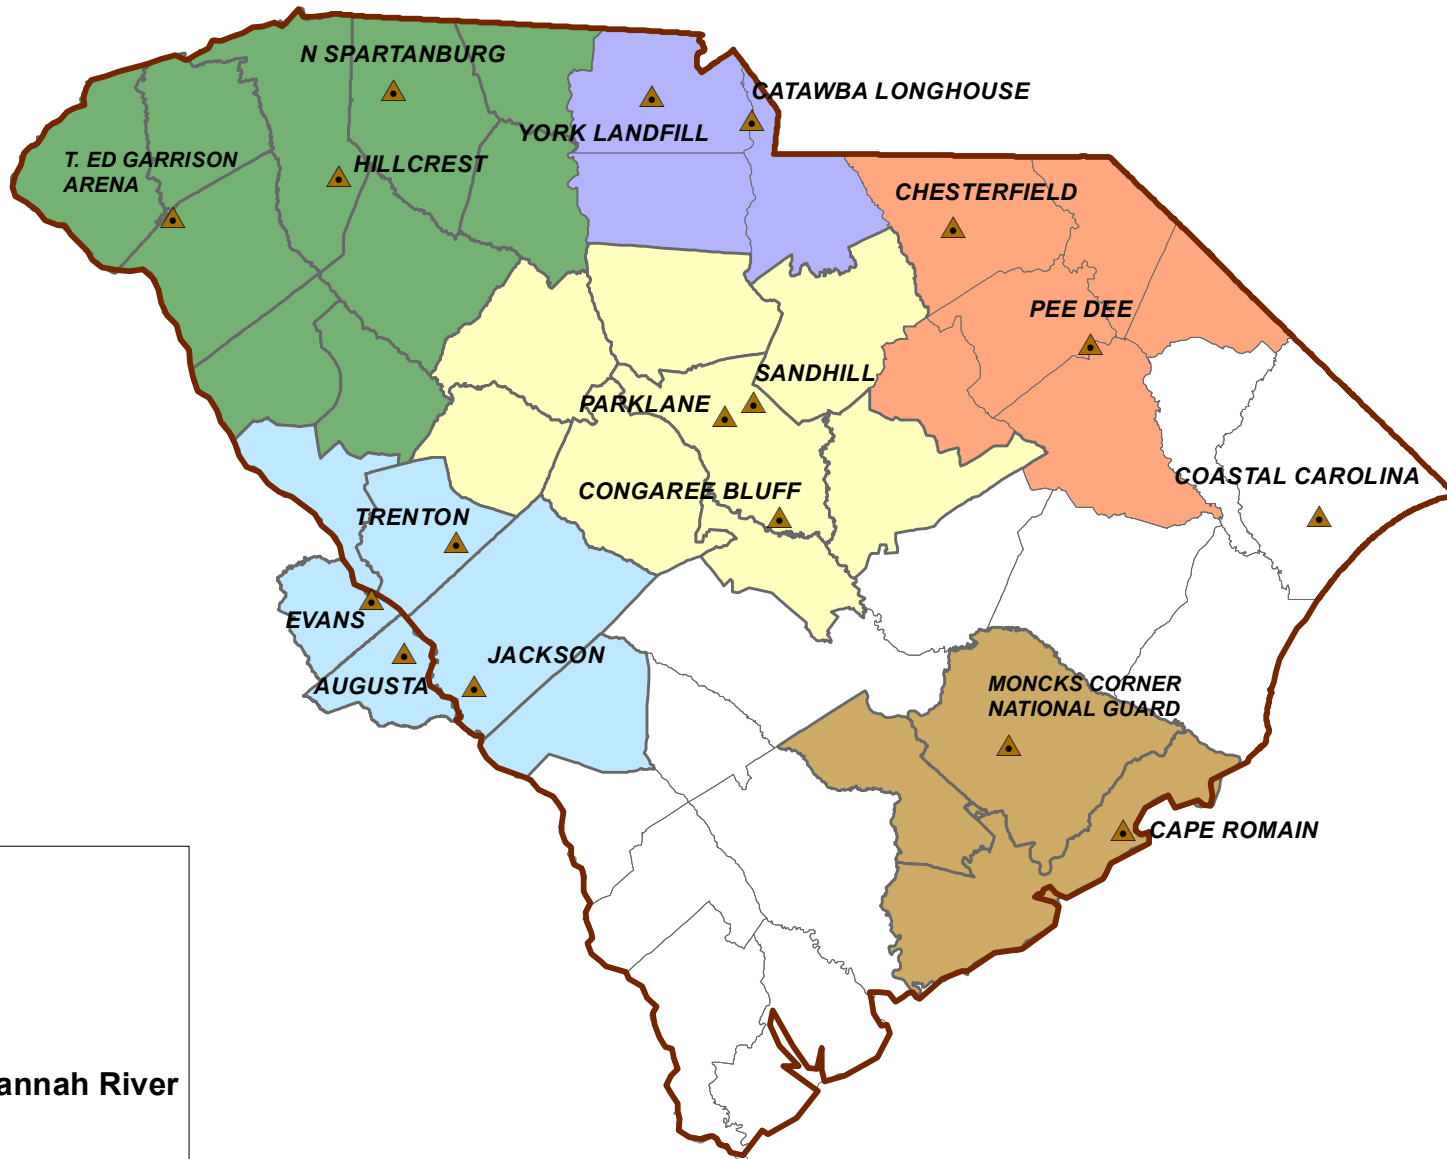 N SPARTANBURG
CATAWBA LONGHOUSE
YORK LANDFILL
T. ED GARRISON
ARENA
HILLCREST
CHESTERFIELD
PEE DEE
SANDHILL
PARKLANE
COASTAL CAROLINA
CONGAREE BLUFF
TRENTON
EVANS
JACKSON
AUGUSTA
MONCKS CORNER
NATIONAL GUARD
CAPE ROMAIN
annah River